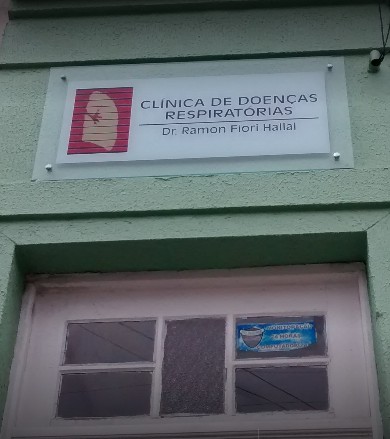 CLÍNICA DE DOENÇAS
RESPIRATÓRIAS
Dr. Ramon Fiori Hallal